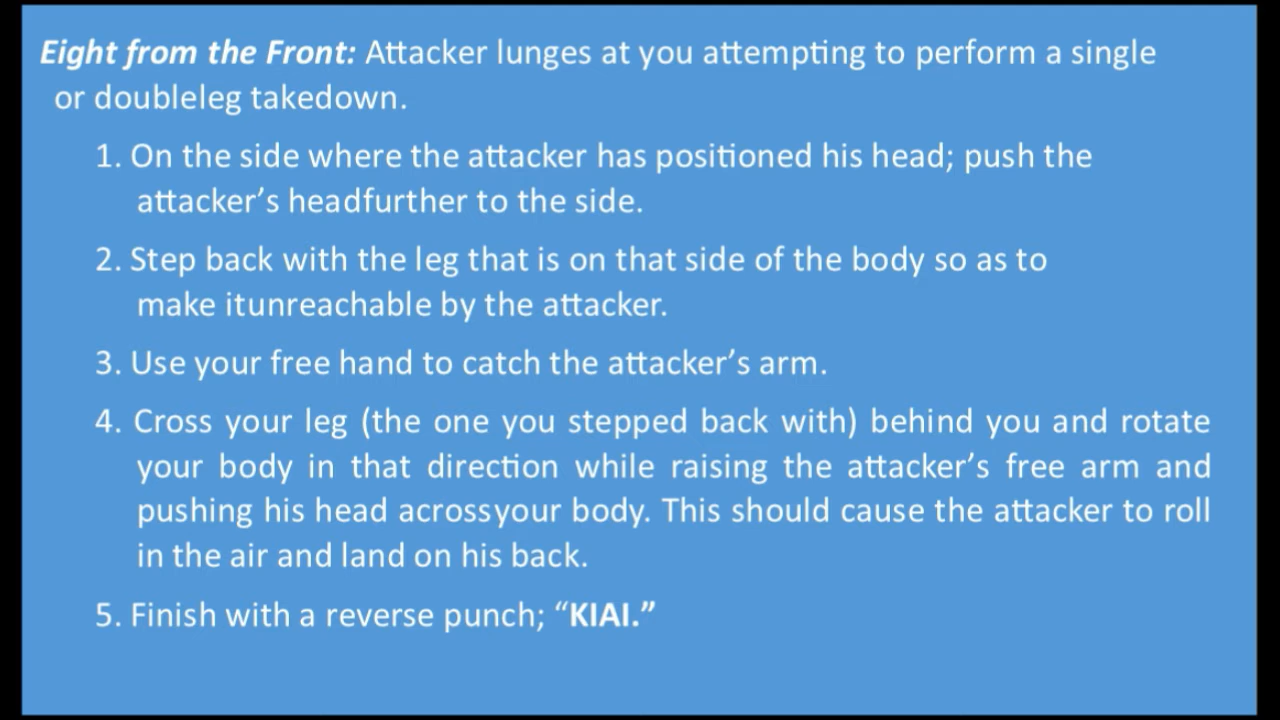 Eight from the Front: Attacker lunges at you attempting to perform a single
or doubleleg takedown.
1. On the side where the attacker has positioned his head; push the
attacker’s headfurther to the side.
2. Step back with the leg that is on that side of the body so as to
make itunreachable by the attacker.
3. Use your free hand to catch the attacker’s arm.
4. Cross your leg (the one you stepped back with) behind you and rotate
your body in that direction while raising the attacker’s free arm and
pushing his head acrossyour body. This should cause the attacker to roll
in the air and land on his back.
5. Finish with a reverse punch; “KIAI.”